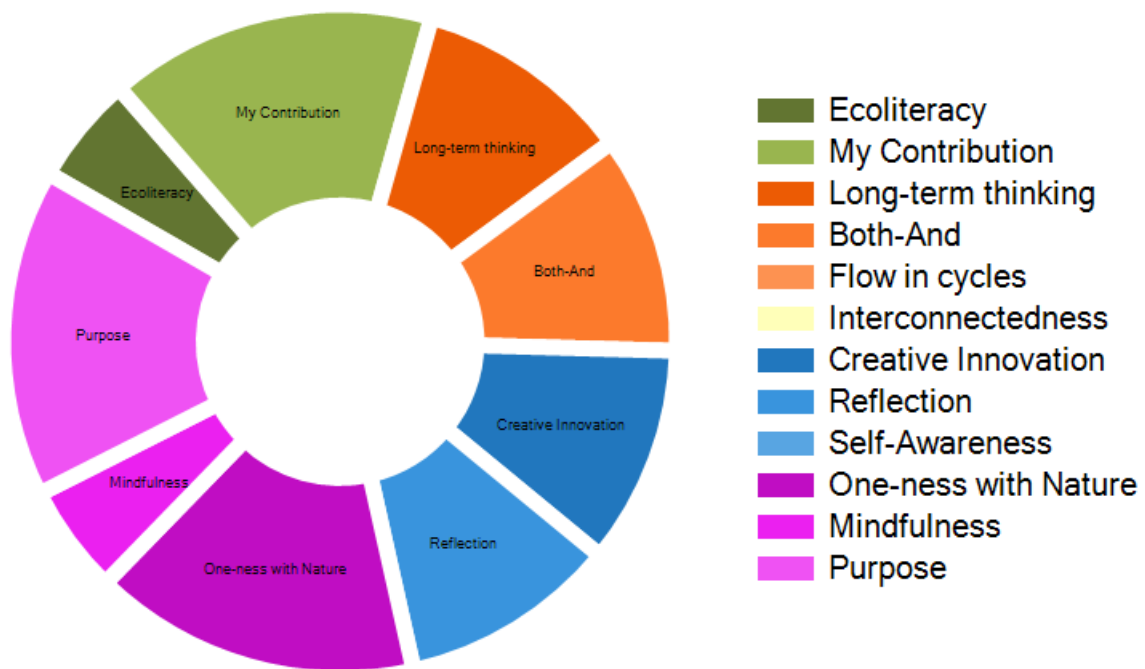 My Contribution
Long-term thinking
Ecoliteracy
Both-And
Purpose
Creative Innovation
Mindfulness
Reflection
One-ness with Nature
Ecoliteracy
My Contribution
Long-term thinking
Both-And
Flow in cycles
Interconnectedness
Creative Innovation
Reflection
Self-Awareness
One-ness with Nature
Mindfulness
Purpose